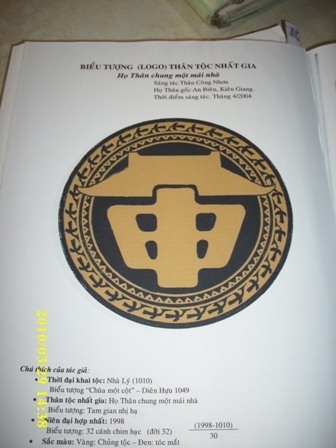 BIỂU TƯỢNG (LOGO) THÂN TỘC NHẤT GIA
Họ Thân chung một mái nhà
Sáng tác Thân Công Nhơn
Họ Thân gốc An Biên, Kiên Giang.
Thời điểm sáng tác: Tháng 4/2004
Chú thích của tác giả:
• Thời đại khai tộc: Nhà Lý (1010)
Biểu tượng "Chùa một cột" – Diên Hựu 1049
• Thân tộc nhất gia: Họ Thân chung một mái nhà
Biểu tượng: Tam gian nhị hạ
• Niên đại hợp nhất: 1998
Biểu tượng: 32 cánh chim hạc (đời 32) (1998-1010)
30
• Sắc màu: Vàng: Chủng tộc – Đen: tóc mắt
2010/03/